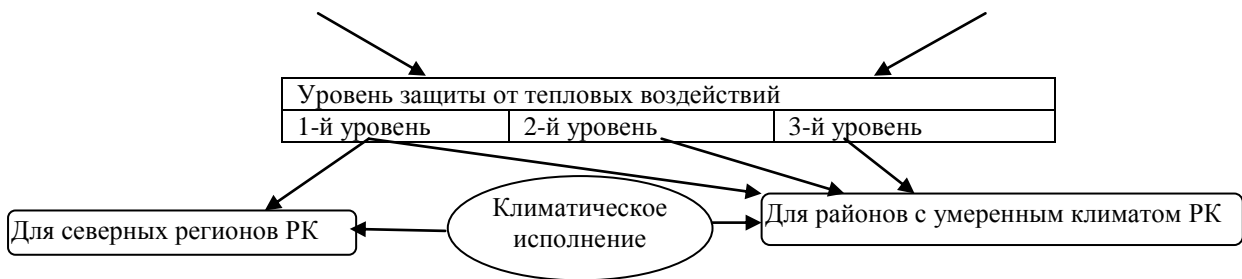 Уровень защиты от тепловых воздействий
1-й уровень 2-й уровень 3-й уровень
Для северных регионов РК
Климатическое
исполнение
Для районов с умеренным климатом РК